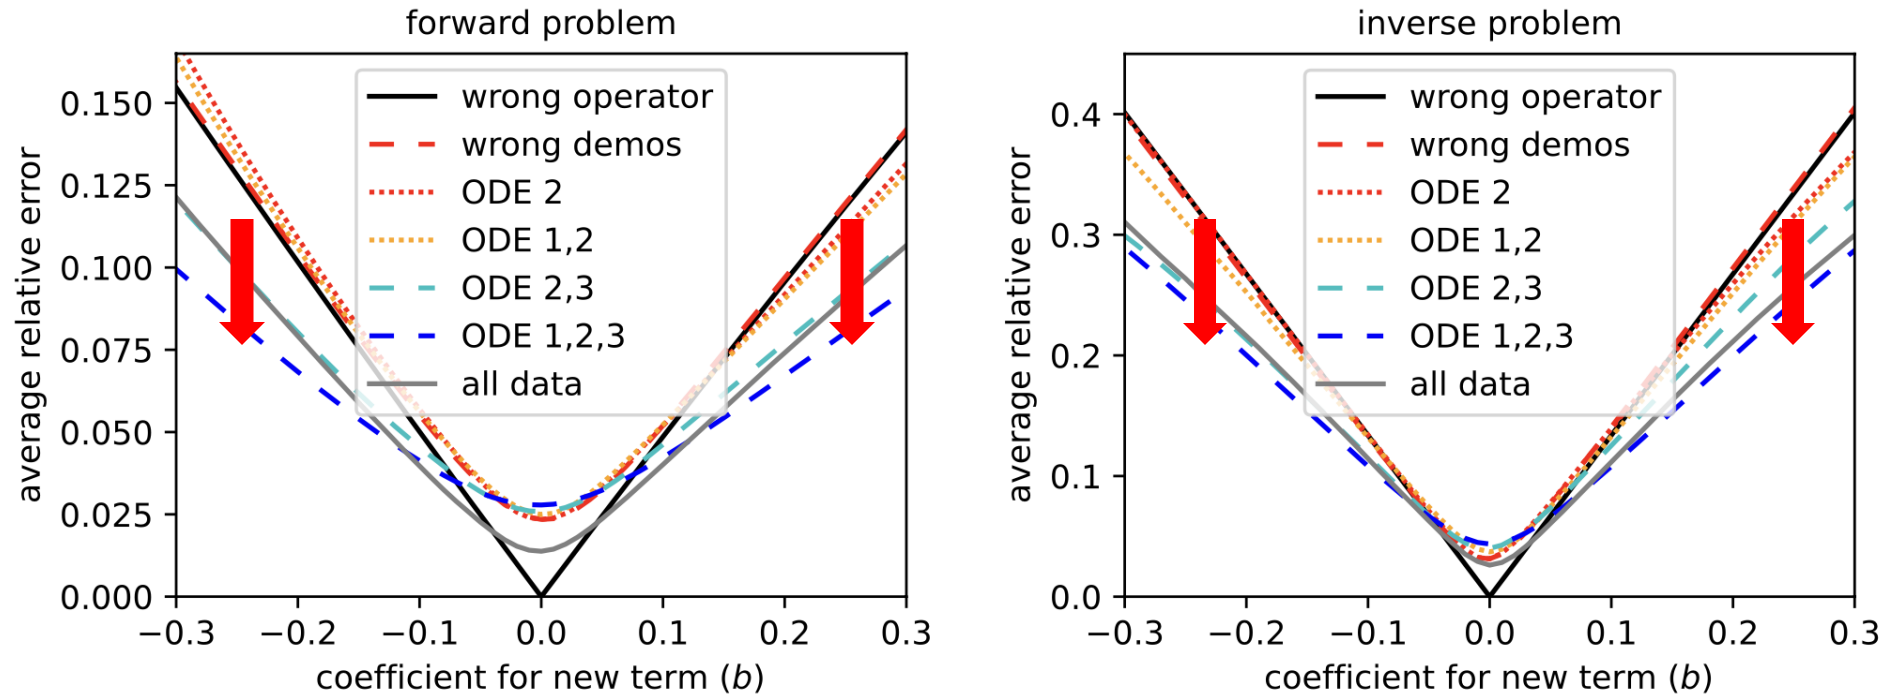 forward problem
average relative error
0.150
0.125
0.100
0.075
0.050
0.025
0.000
wrong operator
wrong demos
ODE 2
ODE 1,2
ODE 2,3
ODE 1,2,3
all data
−0.3 −0.2 −0.1 0.0 0.1 0.2 0.3
coefficient for new term (b)
inverse problem
average relative error
0.4
0.3
0.2
0.1
0.0
wrong operator
wrong demos
ODE 2
ODE 1,2
ODE 2,3
ODE 1,2,3
all data
−0.3 −0.2 −0.1 0.0 0.1 0.2 0.3
coefficient for new term (b)